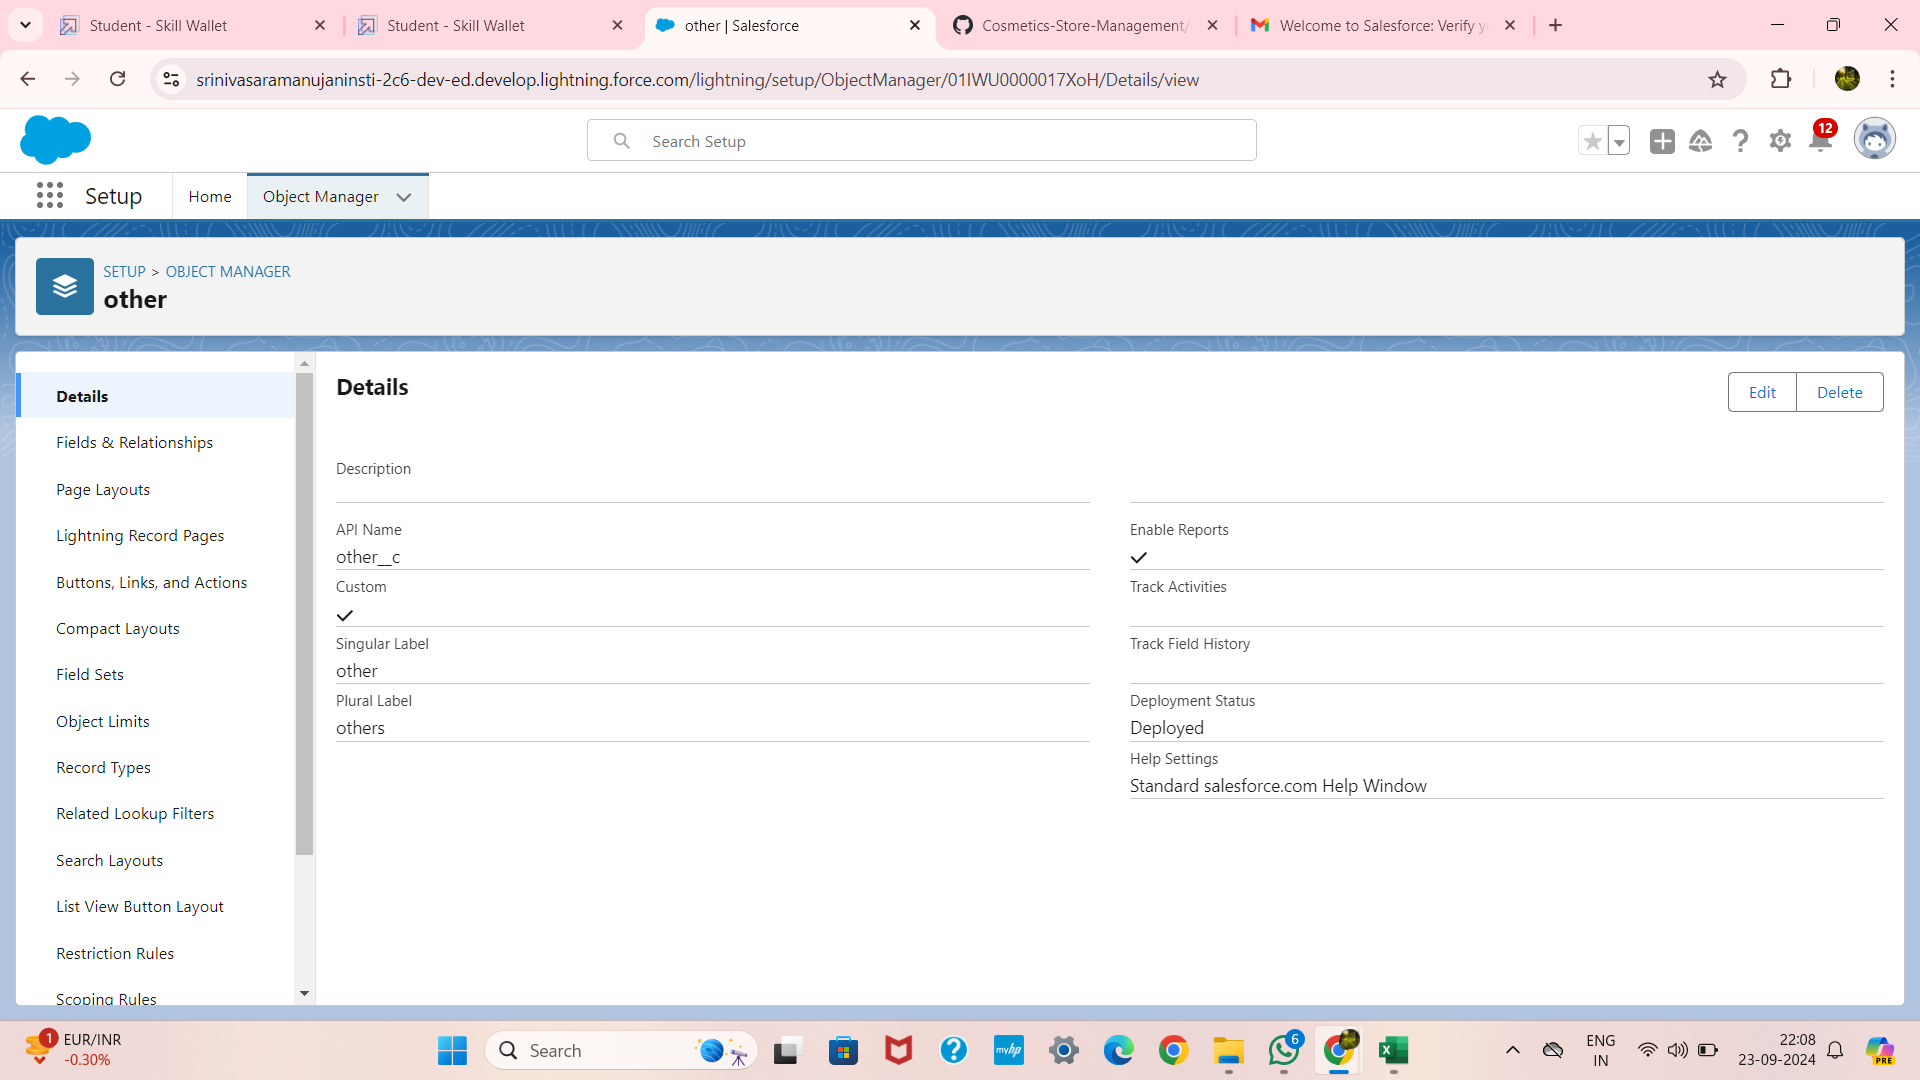 Student - Skill Wallet
Student - Skill Wallet
other | Salesforce
Cosmetics-Store-Management/
Welcome to Salesforce: Verify y
srinivasaramanujaninsti-2c6-dev-ed.develop.lightning.force.com/lightning/setup/ObjectManager/01IWU0000017XoH/Details/view
Search Setup
12
Setup
Home
Object Manager
SETUP > OBJECT MANAGER
other
Details
Fields & Relationships
Page Layouts
Lightning Record Pages
Buttons, Links, and Actions
Compact Layouts
Field Sets
Object Limits
Record Types
Related Lookup Filters
Search Layouts
List View Button Layout
Restriction Rules
Scoping Rules
Details
Edit
Delete
Description
API Name
other__c
Custom
Singular Label
other
Plural Label
others
Enable Reports
Track Activities
Track Field History
Deployment Status
Deployed
Help Settings
Standard salesforce.com Help Window
1
EUR/INR
-0.30%
Search
myhp
6
ENG
IN
22:08
23-09-2024
PRE